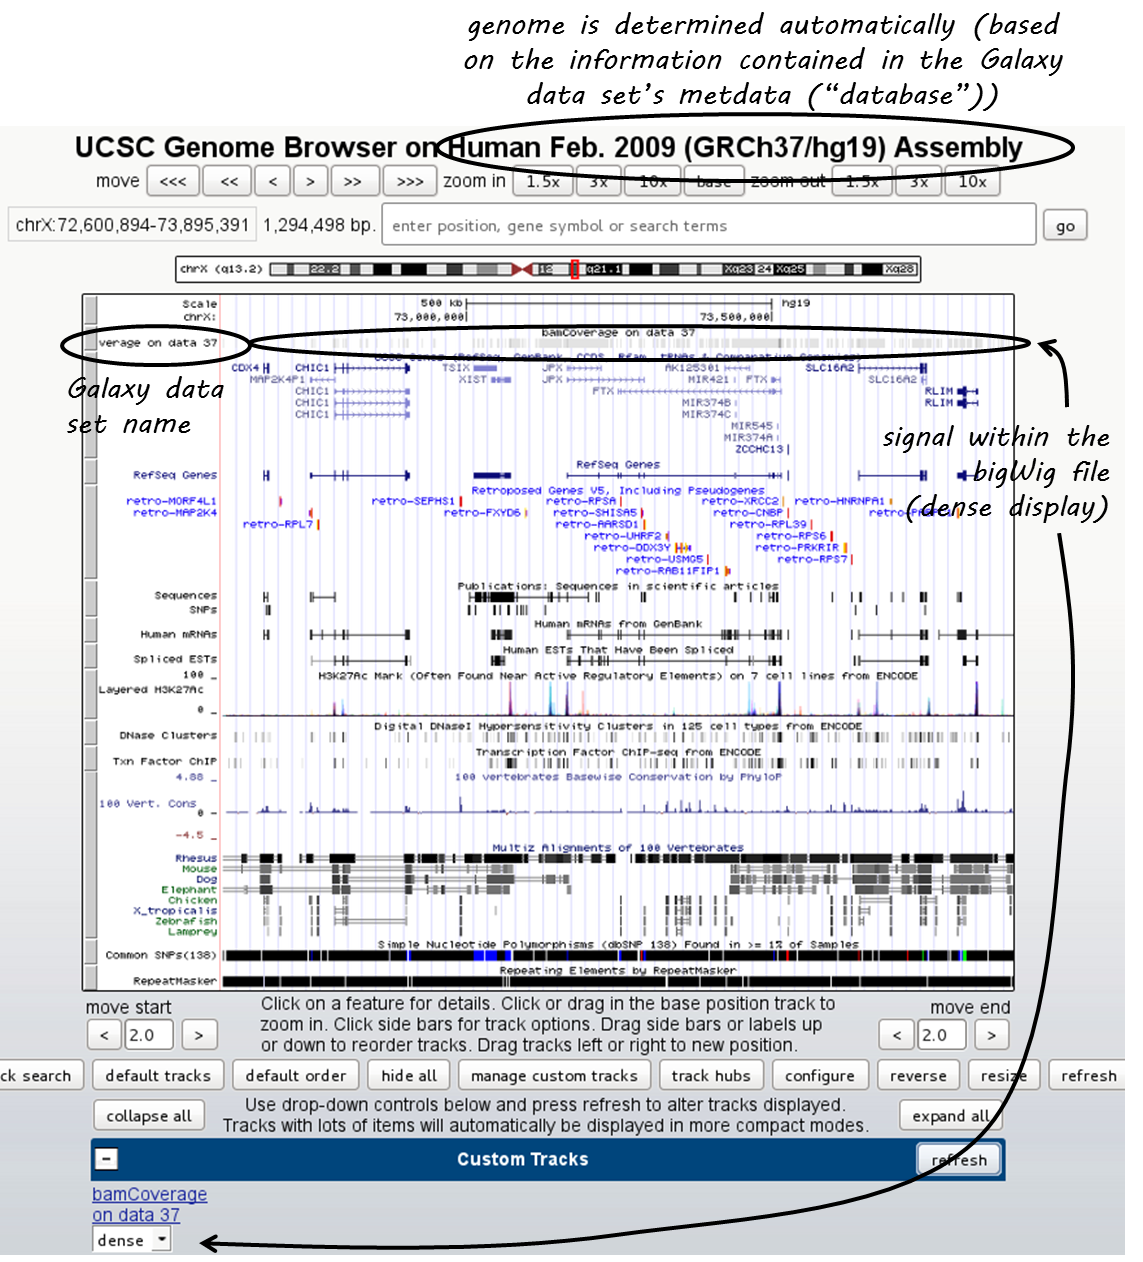 genome is determined automatically (based
on the information contained in the Galaxy
data set's metdata ("database"))
UCSC Genome Browser on Human Feb. 2009 (GRCh37/hg19) Assembly
move <<< << < > >> >>> zoom in 1.5x 3x 10x base zoom out 1.5x 3x 10x
chrX:72,600,894-73,895,391 1,294,498 bp. enter position, gene symbol or search terms go
chrX (q13.2) 22.2 12 q21.1 Xq23 24 Xq25 Xq28
Scale 500 kb hg19
chrX: 73,000,000 73,500,000
bamCoverage on data 37
verage on data 37
UCSC Genes (RefSeq, GenBank, CCDS, Rfam, tRNAs & Comparative Genomics)
CDX4 CHIC1 TSIX JPX AK125301 SLC16A2
MAP2K4P1 XIST JPX MIR421 FTX SLC16A2
CHIC1 FTX RLIM
CHIC1 MIR374B RLIM
CHIC1 MIR374C
MIR545
MIR374A
ZCCHC13
Galaxy data
set name
signal within the
bigWig file
(dense display)
RefSeq Genes
RefSeq Genes
Retroposed Genes V5, Including Pseudogenes
retro-MORF4L1 retro-SEPHS1 retro-RPSA retro-XRCC2 retro-HNRNPA1
retro-MAP2K4 retro-FXYD6 retro-SHISA5 retro-CNBP
retro-RPL7 retro-AARSD1 retro-RPL39
retro-UHRF2 retro-RPS6
retro-DDX3Y retro-PRKRIR
retro-USMG5 retro-RPS7
retro-RAB11FIP1
Publications: Sequences in scientific articles
Sequences
SNPs
Human mRNAs from GenBank
Human mRNAs
Human ESTs That Have Been Spliced
Spliced ESTs
100 _ H3K27Ac Mark (Often Found Near Active Regulatory Elements) on 7 cell lines from ENCODE
Layered H3K27Ac
0 _
Digital DNaseI Hypersensitivity Clusters in 125 cell types from ENCODE
DNase Clusters
Transcription Factor ChIP-seq from ENCODE
Txn Factor ChIP
4.88 _ 100 vertebrates Basewise Conservation by PhyloP
100 Vert. Cons
0 _
-4.5 _
Multiz Alignments of 100 Vertebrates
Rhesus
Mouse
Dog
Elephant
Chicken
X_tropicalis
Zebrafish
Lamprey
Simple Nucleotide Polymorphisms (dbSNP 138) Found in >= 1% of Samples
Common SNPs(138)
Repeating Elements by RepeatMasker
RepeatMasker
move start Click on a feature for details. Click or drag in the base position track to move end
< 2.0 > zoom in. Click side bars for track options. Drag side bars or labels up < 2.0 >
or down to reorder tracks. Drag tracks left or right to new position.
ck search default tracks default order hide all manage custom tracks track hubs configure reverse resize refresh
collapse all Use drop-down controls below and press refresh to alter tracks displayed. expand all
Tracks with lots of items will automatically be displayed in more compact modes.
- Custom Tracks refresh
bamCoverage
on data 37
dense